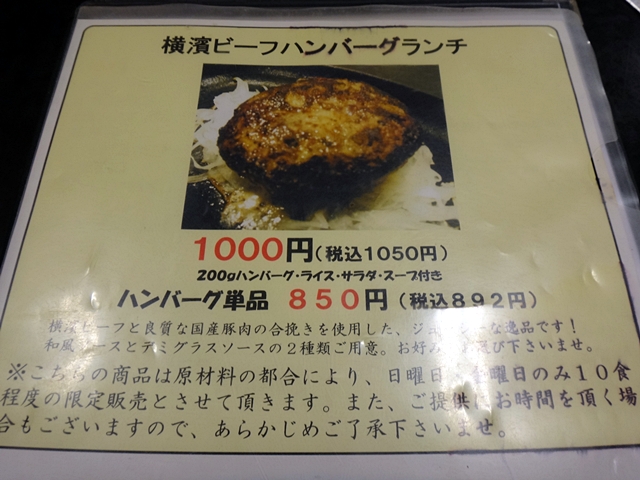 横濱ビーフハンバーグランチ
1000円(税込1050円)
200gハンバーグ・ライス・サラダ・スープ付き
ハンバーグ単品 850円(税込892円)
横濱ビーフと良質な国産豚肉の合挽きを使用した、ジューシーな逸品です!
和風ソースとデミグラスソースの2種類ご用意。お好みでお選び下さいませ。
※こちらの商品は原材料の都合により、日曜日~金曜日のみ10食
程度の限定販売とさせて頂きます。また、ご提供にお時間を頂く場
合もございますので、あらかじめご了承下さいませ。